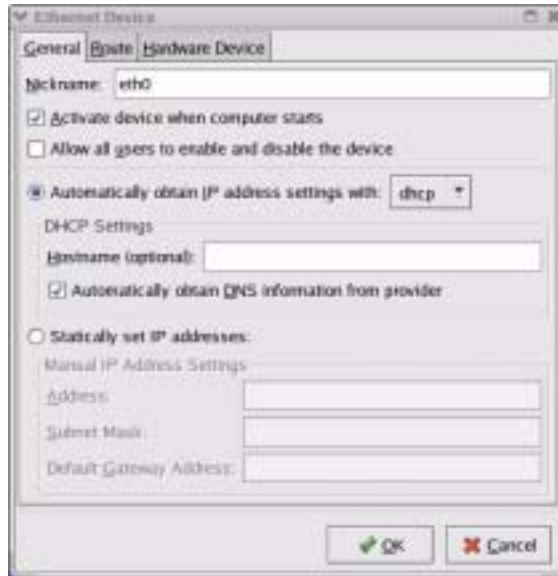 Ethernet Device
General Route Hardware Device
Nickname: eth0
Activate device when computer starts
Allow all users to enable and disable the device
Automatically obtain IP address settings with: dhcp
DHCP Settings
Hostname (optional):
Automatically obtain DNS information from provider
Statically set IP addresses:
Manual IP Address Settings
Address:
Subnet Mask:
Default Gateway Address:
OK Cancel